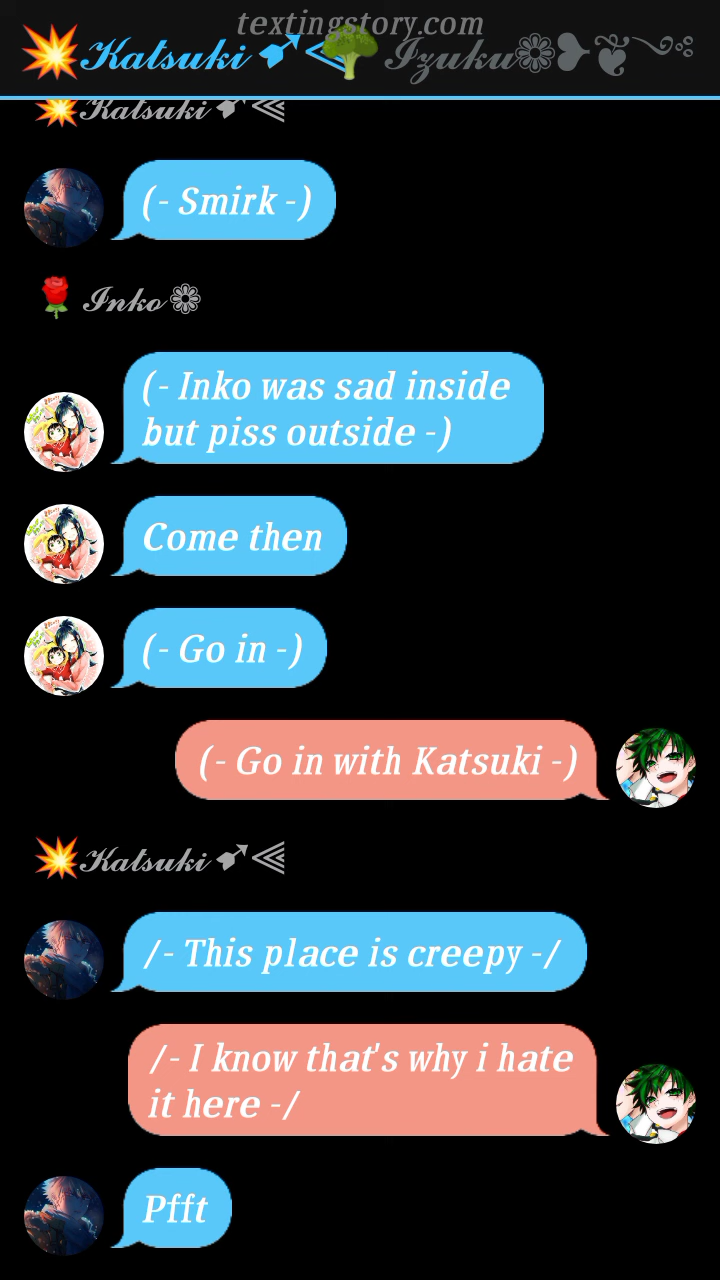 textingstory.com
💥𝓚𝓪𝓽𝓼𝓾𝓴𝓲➹⫷🥦𝓘𝔃𝓾𝓴𝓾❁❥❦༄
💥𝓚𝓪𝓽𝓼𝓾𝓴𝓲➹⫷
(- Smirk -)
🌹𝓘𝓷𝓴𝓸❁
(- Inko was sad inside
but piss outside -)
Come then
(- Go in -)
(- Go in with Katsuki -)
💥𝓚𝓪𝓽𝓼𝓾𝓴𝓲➹⫷
/- This place is creepy -/
/- I know that's why i hate
it here -/
Pfft